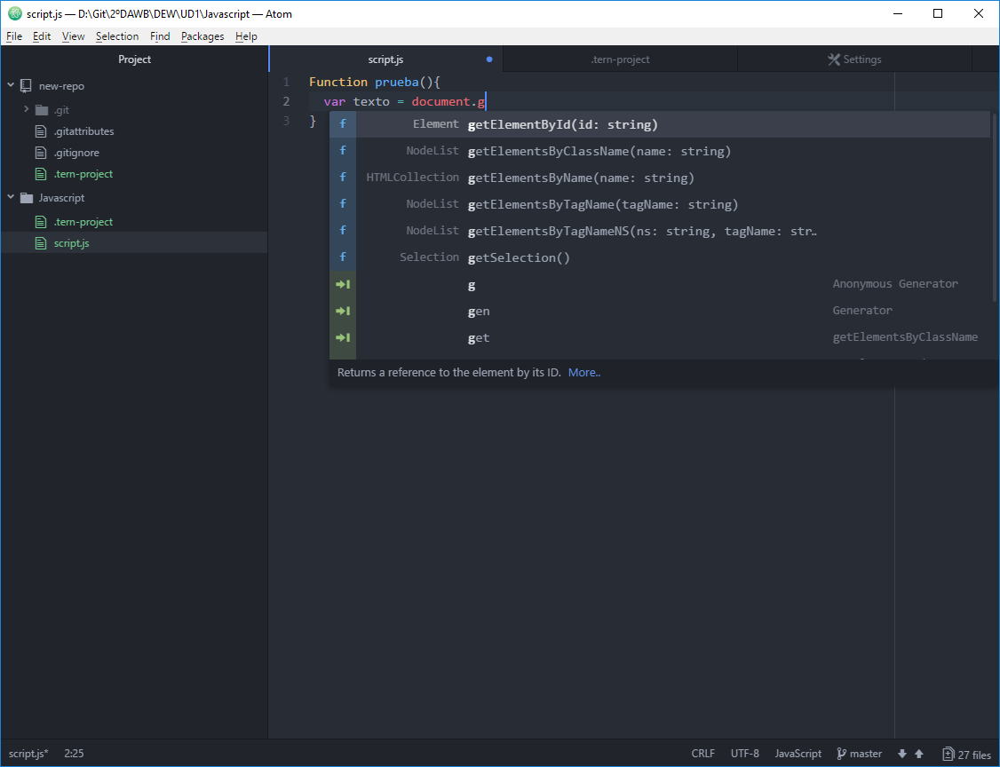 script.js — D:\Git\2ºDAWB\DEW\UD1\Javascript — Atom
File Edit View Selection Find Packages Help
Project
new-repo
.git
.gitattributes
.gitignore
.tern-project
Javascript
.tern-project
script.js
script.js .tern-project Settings
1 Function prueba(){
2 var texto = document.g
3 }
f Element getElementById(id: string)
f NodeList getElementsByClassName(name: string)
f HTMLCollection getElementsByName(name: string)
f NodeList getElementsByTagName(tagName: string)
f NodeList getElementsByTagNameNS(ns: string, tagName: str…
f Selection getSelection()
g Anonymous Generator
gen Generator
get getElementsByClassName
Returns a reference to the element by its ID. More..
script.js* 2:25 CRLF UTF-8 JavaScript master 27 files